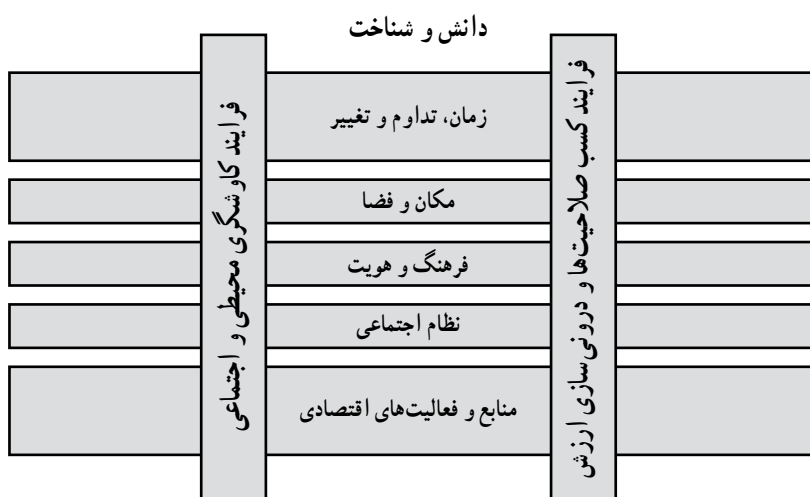 دانش و شناخت
فرایند کسب صلاحیت‌ها و درونی‌سازی ارزش
زمان، تداوم و تغییر
مکان و فضا
فرهنگ و هویت
نظام اجتماعی
منابع و فعالیت‌های اقتصادی
فرایند کاوشگری محیطی و اجتماعی